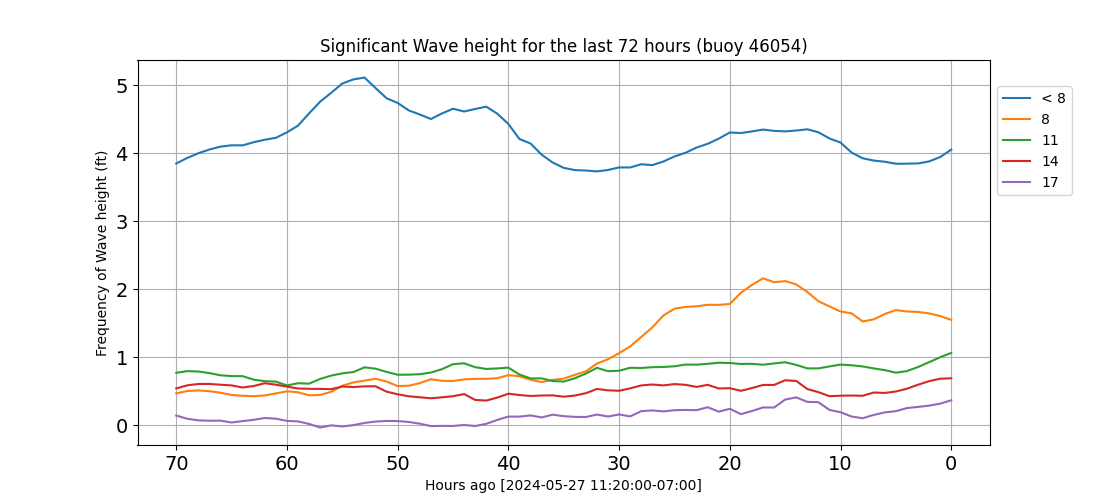 Significant Wave height for the last 72 hours (buoy 46054)
Frequency of Wave height (ft)
5
4
3
2
1
0
70 60 50 40 30 20 10 0
Hours ago [2024-05-27 11:20:00-07:00]
< 8
8
11
14
17